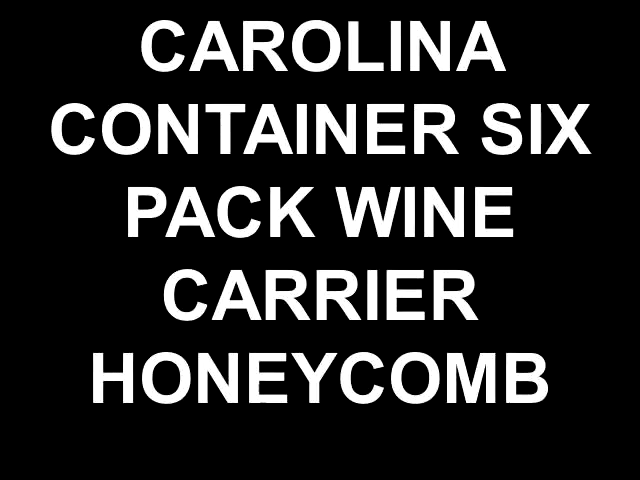 CAROLINA
CONTAINER SIX
PACK WINE
CARRIER
HONEYCOMB